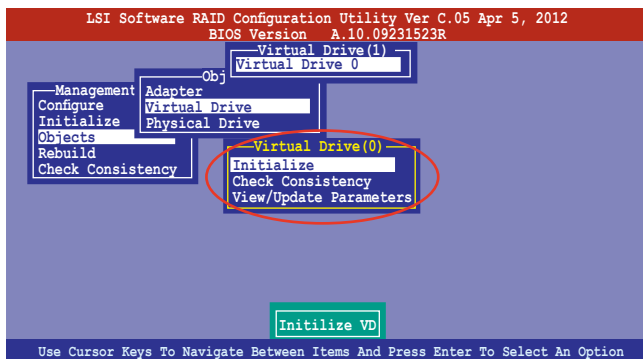 LSI Software RAID Configuration Utility Ver C.05 Apr 5, 2012
BIOS Version A.10.09231523R
Virtual Drive(1)
Virtual Drive 0
Obj
Adapter
Virtual Drive
Physical Drive
Management
Configure
Initialize
Objects
Rebuild
Check Consistency
Virtual Drive(0)
Initialize
Check Consistency
View/Update Parameters
Initilize VD
Use Cursor Keys To Navigate Between Items And Press Enter To Select An Option